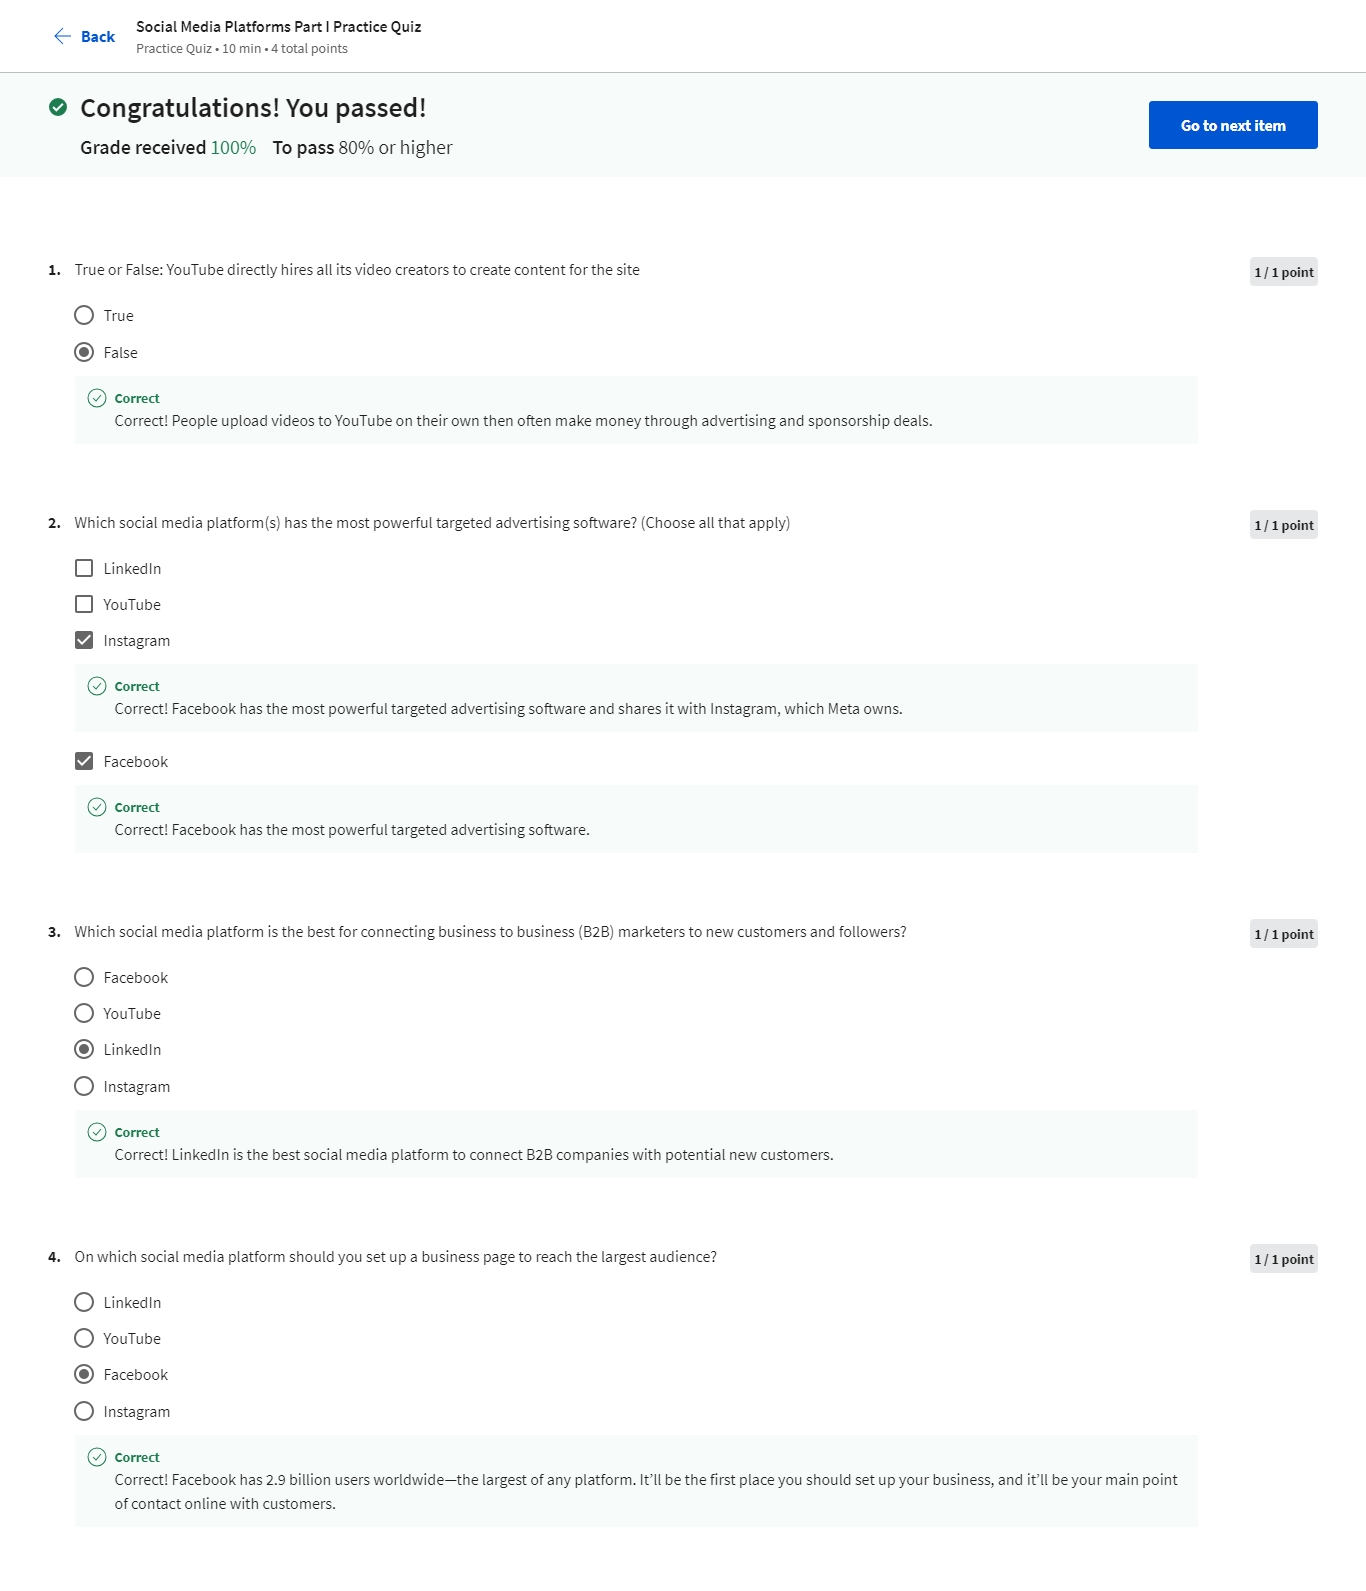 Back
Social Media Platforms Part I Practice Quiz
Practice Quiz • 10 min • 4 total points
Congratulations! You passed!
Grade received 100% To pass 80% or higher
Go to next item
1. True or False: YouTube directly hires all its video creators to create content for the site
1 / 1 point
True
False
Correct
Correct! People upload videos to YouTube on their own then often make money through advertising and sponsorship deals.
2. Which social media platform(s) has the most powerful targeted advertising software? (Choose all that apply)
1 / 1 point
LinkedIn
YouTube
Instagram
Correct
Correct! Facebook has the most powerful targeted advertising software and shares it with Instagram, which Meta owns.
Facebook
Correct
Correct! Facebook has the most powerful targeted advertising software.
3. Which social media platform is the best for connecting business to business (B2B) marketers to new customers and followers?
1 / 1 point
Facebook
YouTube
LinkedIn
Instagram
Correct
Correct! LinkedIn is the best social media platform to connect B2B companies with potential new customers.
4. On which social media platform should you set up a business page to reach the largest audience?
1 / 1 point
LinkedIn
YouTube
Facebook
Instagram
Correct
Correct! Facebook has 2.9 billion users worldwide—the largest of any platform. It’ll be the first place you should set up your business, and it’ll be your main point
of contact online with customers.